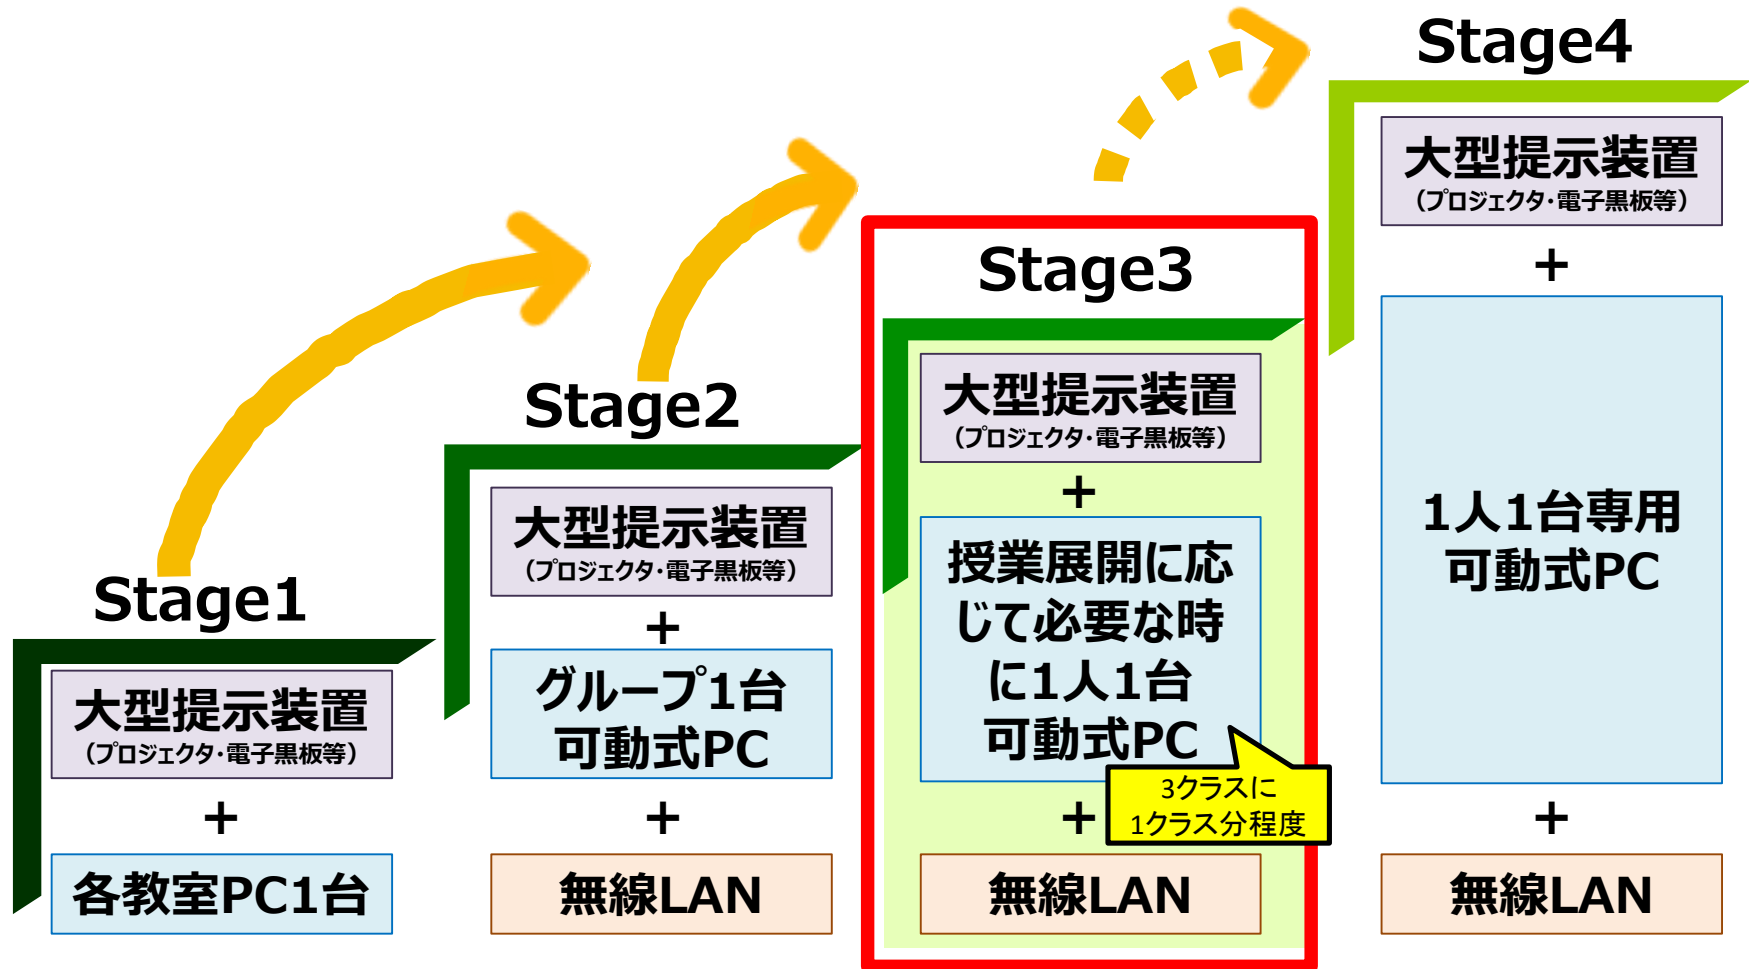 Stage1
大型提示装置
（プロジェクタ・電子黒板等）
+
各教室PC1台
Stage2
大型提示装置
（プロジェクタ・電子黒板等）
+
グループ1台
可動式PC
+
無線LAN
Stage3
大型提示装置
（プロジェクタ・電子黒板等）
+
授業展開に応
じて必要な時
に1人1台
可動式PC
3クラスに
1クラス分程度
+
無線LAN
Stage4
大型提示装置
（プロジェクタ・電子黒板等）
+
1人1台専用
可動式PC
+
無線LAN